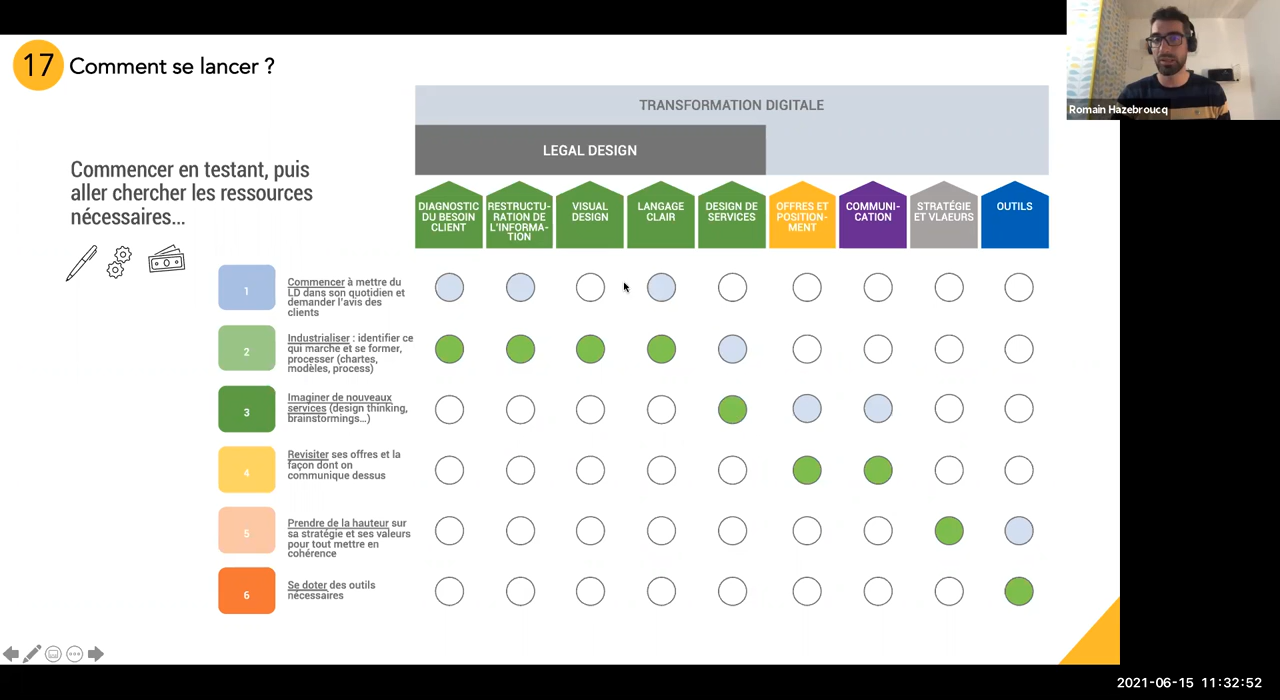 17 Comment se lancer ?
Romain Hazebroucq
TRANSFORMATION DIGITALE
LEGAL DESIGN
Commencer en testant, puis
aller chercher les ressources
nécessaires...
DIAGNOSTIC
DU BESOIN
CLIENT
RESTRUCTU-
RATION DE
L'INFORMA-
TION
VISUAL
DESIGN
LANGAGE
CLAIR
DESIGN DE
SERVICES
OFFRES ET
POSITION-
MENT
COMMUNI-
CATION
STRATÉGIE
ET VLAEURS
OUTILS
1
Commencer à mettre du
LD dans son quotidien et
demander l'avis des
clients
2
Industrialiser : identifier ce
qui marche et se former,
processer (chartes,
modèles, process)
3
Imaginer de nouveaux
services (design thinking,
brainstormings...)
4
Revisiter ses offres et la
façon dont on
communique dessus
5
Prendre de la hauteur sur
sa stratégie et ses valeurs
pour tout mettre en
cohérence
6
Se doter des outils
nécessaires
2021-06-15 11:32:52